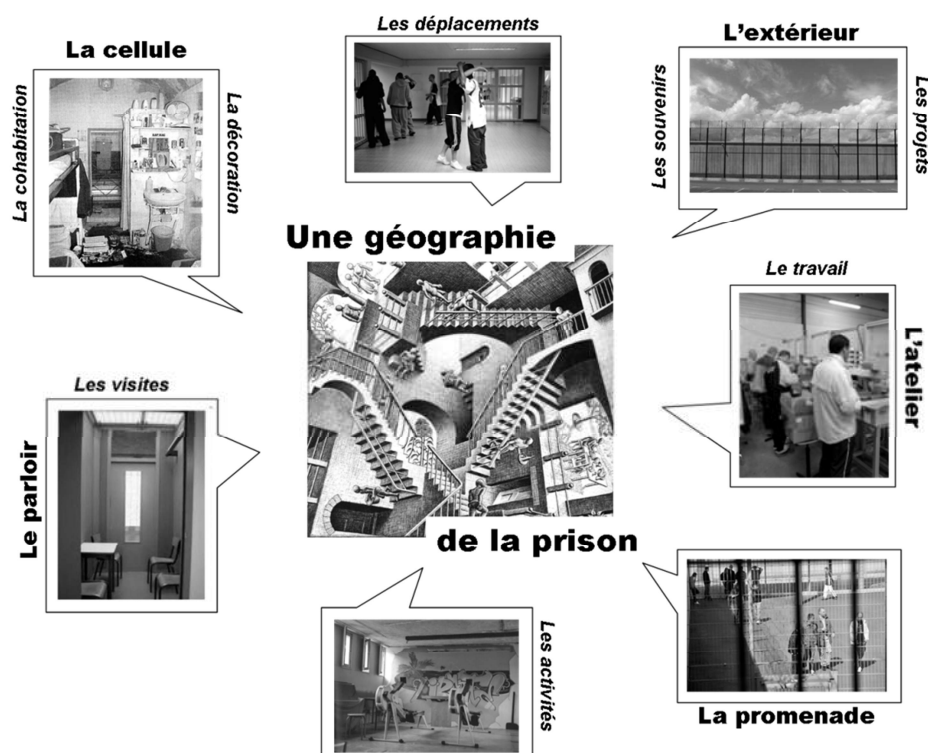 Les déplacements
La cellule
L'extérieur
La cohabitation
La décoration
Les souvenirs
Les projets
Une géographie
Le travail
L'atelier
Les visites
Le parloir
de la prison
Les activités
La promenade